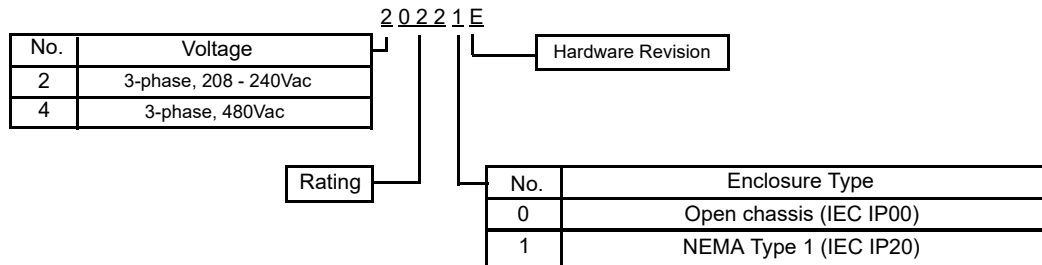 2 0 2 2 1 E
No. Voltage
2 3-phase, 208 - 240Vac
4 3-phase, 480Vac
Hardware Revision
Rating
No. Enclosure Type
0 Open chassis (IEC IP00)
1 NEMA Type 1 (IEC IP20)